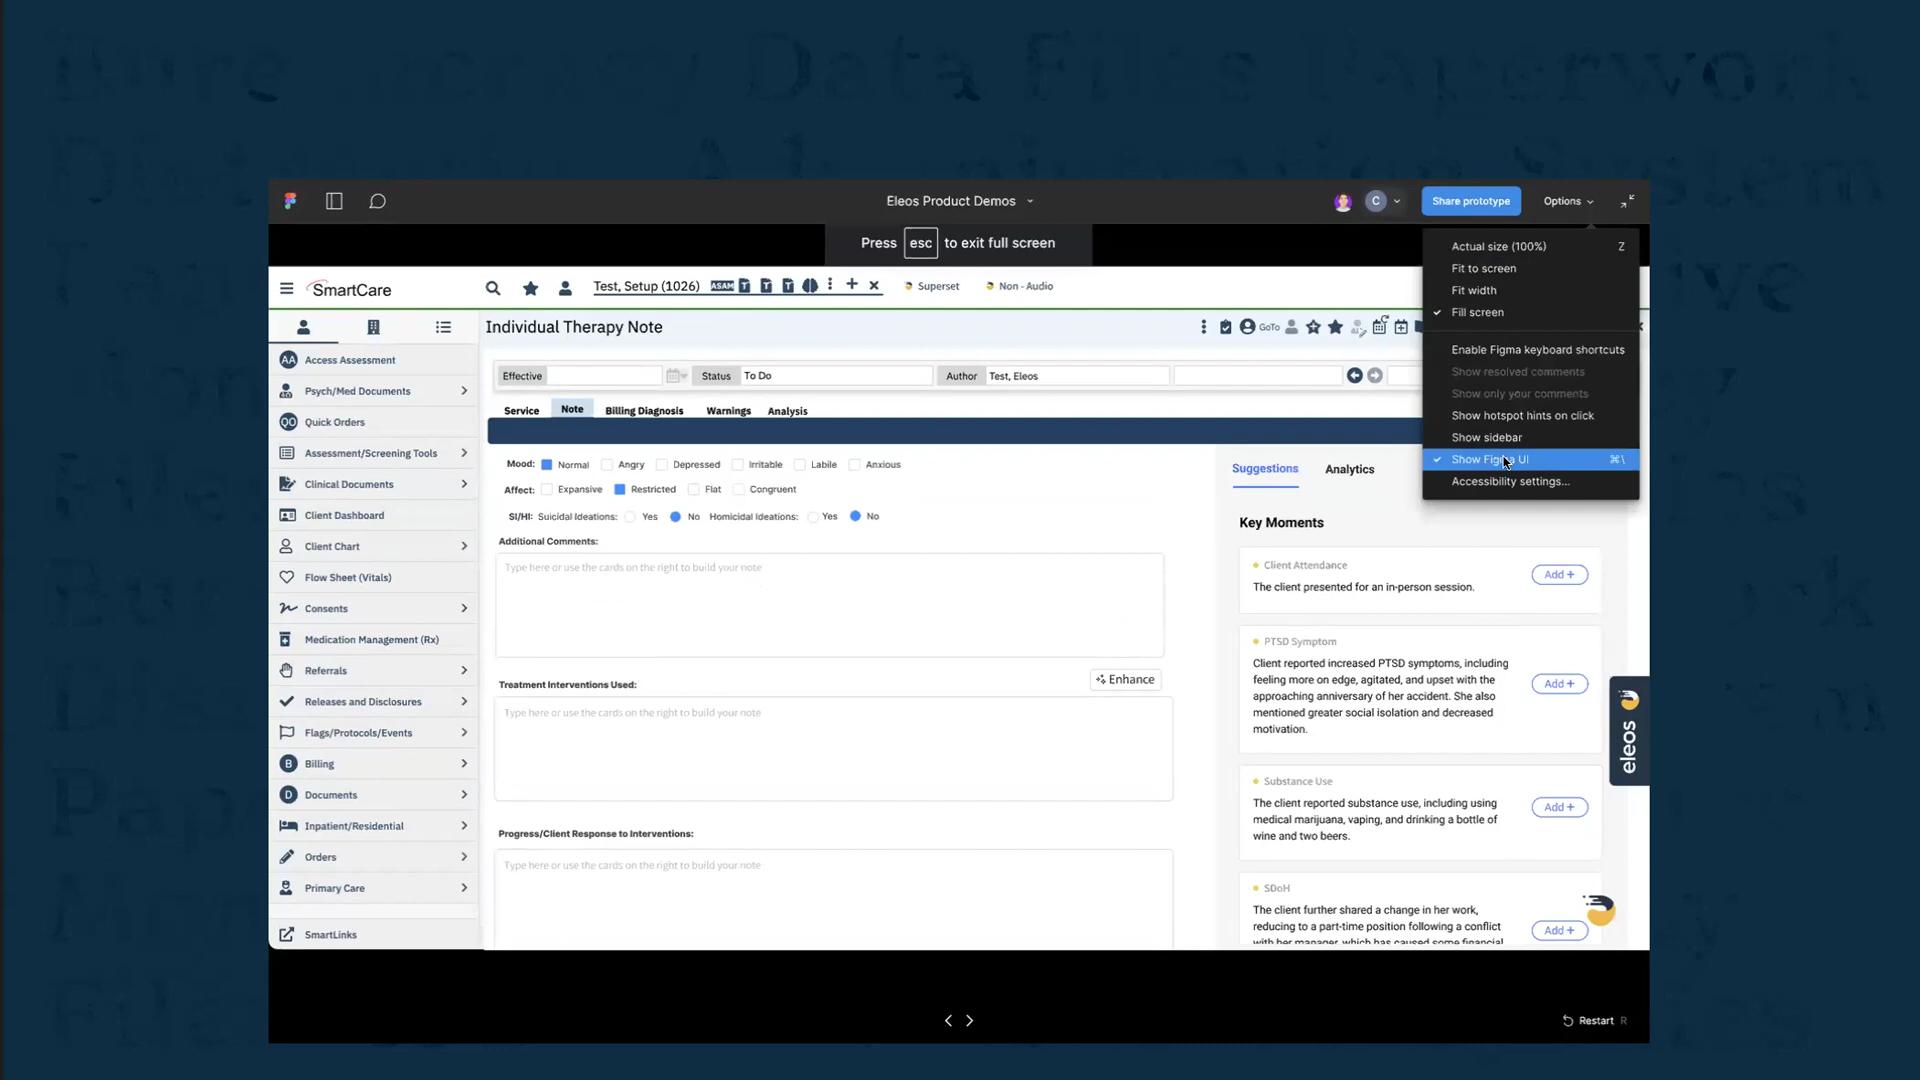 Data Files Paperwork
Eleos Product Demos
C
Share prototype
Options
Press esc to exit full screen
Actual size (100%) Z
Fit to screen
Fit width
Fill screen
Enable Figma keyboard shortcuts
Show resolved comments
Show only your comments
Show hotspot hints on click
Show sidebar
Show Figma UI ⌘\
Accessibility settings...
SmartCare
Test, Setup (1026)
ASAM
Superset
Non - Audio
Individual Therapy Note
GoTo
Effective
Status To Do
Author Test, Eleos
Service Note Billing Diagnosis Warnings Analysis
AA Access Assessment
Psych/Med Documents
QO Quick Orders
Assessment/Screening Tools
Clinical Documents
Client Dashboard
Client Chart
Flow Sheet (Vitals)
Consents
Medication Management (Rx)
Referrals
Releases and Disclosures
Flags/Protocols/Events
B Billing
D Documents
Inpatient/Residential
Orders
Primary Care
SmartLinks
Mood: Normal Angry Depressed Irritable Labile Anxious
Affect: Expansive Restricted Flat Congruent
SI/HI: Suicidal Ideations: Yes No Homicidal Ideations: Yes No
Additional Comments:
Type here or use the cards on the right to build your note
Treatment Interventions Used:
Enhance
Type here or use the cards on the right to build your note
Progress/Client Response to Interventions:
Type here or use the cards on the right to build your note
Suggestions Analytics
Key Moments
Client Attendance
The client presented for an in-person session.
Add +
PTSD Symptom
Client reported increased PTSD symptoms, including
feeling more on edge, agitated, and upset with the
approaching anniversary of her accident. She also
mentioned greater social isolation and decreased
motivation.
Add +
Substance Use
The client reported substance use, including using
medical marijuana, vaping, and drinking a bottle of
wine and two beers.
Add +
SDoH
The client further shared a change in her work,
reducing to a part-time position following a conflict
with her manager, which has caused some financial
Add +
eleos
Restart R